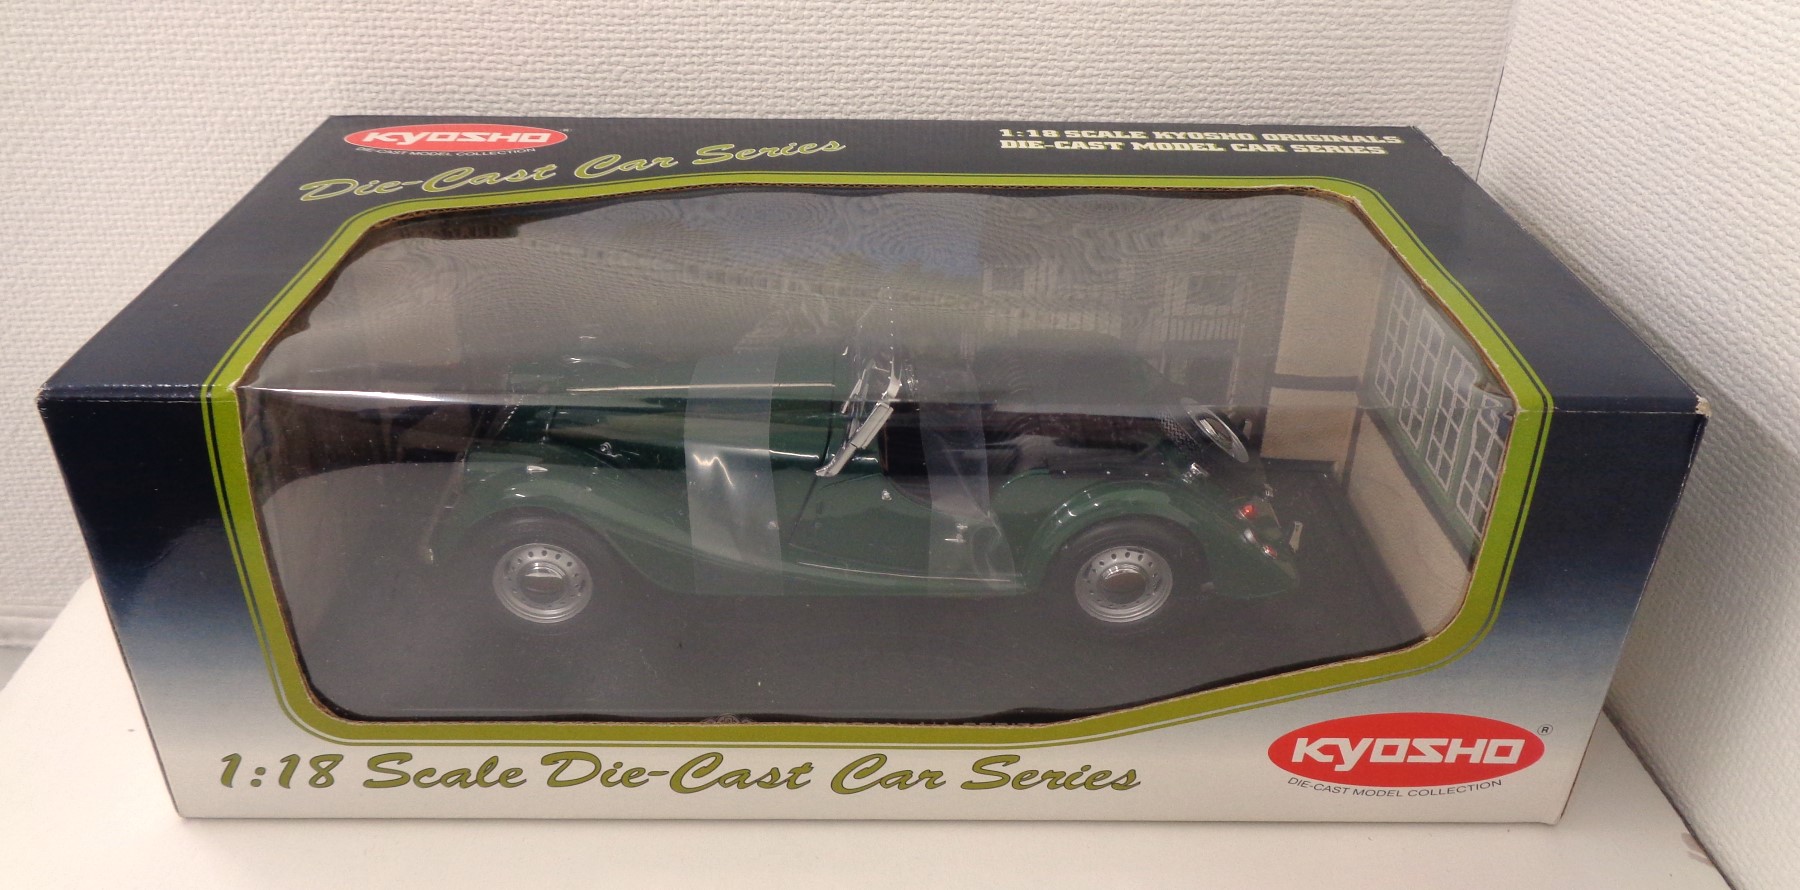 KYOSHO
DIE-CAST MODEL COLLECTION
Die-Cast Car Series
1:18 SCALE KYOSHO ORIGINALS
DIE-CAST MODEL CAR SERIES
1:18 Scale Die-Cast Car Series
KYOSHO ®
DIE-CAST MODEL COLLECTION